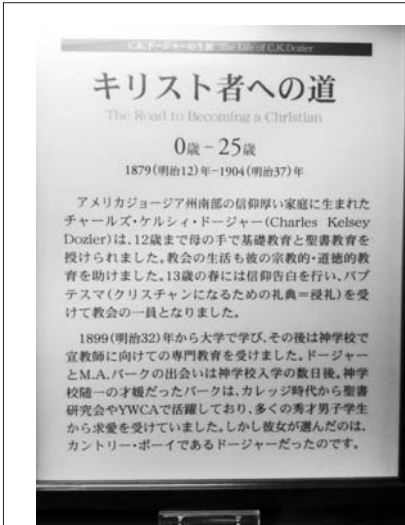 C.K.ドージャーの生涯 The Life of C.K.Dozier
キリスト者への道
The Road to Becoming a Christian
0歳-25歳
1879(明治12)年-1904(明治37)年
アメリカジョージア州南部の信仰厚い家庭に生まれた
チャールズ・ケルシィ・ドージャー(Charles Kelsey
Dozler)は、12歳まで母の手で基礎教育と聖書教育を
授けられました。教会の生活も彼の宗教的・道徳的教
育を助けました。13歳の春には信仰告白を行い、バプ
テスマ(クリスチャンになるための礼典=浸礼)を受
けて教会の一員となりました。
1899(明治32)年から大学で学び、その後は神学校で
宣教師に向けての専門教育を受けました。ドージャー
とM.A.バークの出会いは神学校入学の数日後。神学
校随一の才媛だったバークは、カレッジ時代から聖書
研究会やYWCAで活躍しており、多くの秀才男子学生
から求愛を受けていました。しかし彼女が選んだのは、
カントリー・ボーイであるドージャーだったのです。